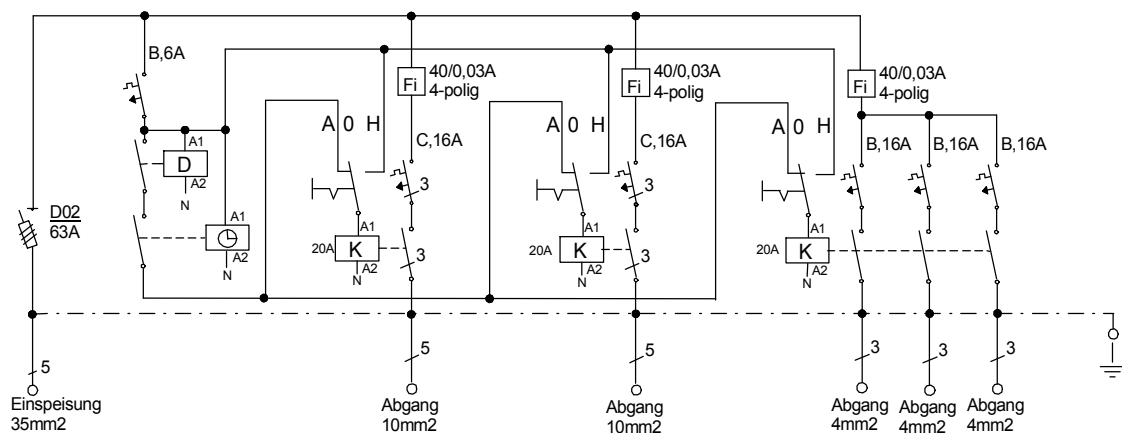 B,6A
40/0,03A
4-polig
Fi
40/0,03A
4-polig
Fi
40/0,03A
4-polig
Fi
A 0 H
A 0 H
A 0 H
C,16A
C,16A
B,16A
B,16A
B,16A
A1
D
A2
N
3
3
D02
63A
A1
A2
N
20A
A1
K
A2
N
3
20A
A1
K
A2
N
3
20A
A1
K
A2
N
5
5
5
3
3
3
Einspeisung
35mm2
Abgang
10mm2
Abgang
10mm2
Abgang
4mm2
Abgang
4mm2
Abgang
4mm2